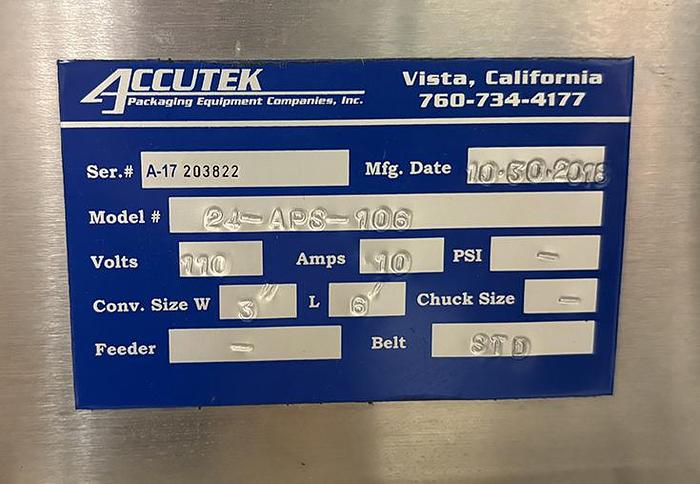 ACCUTEK
Packaging Equipment Companies, Inc.
Vista, California
760-734-4177
Ser.# A-17 203822 Mfg. Date 10-30-2018
Model # 24-APS-106
Volts 110 Amps 10 PSI -
Conv. Size W 3" L 6' Chuck Size -
Feeder - Belt STD